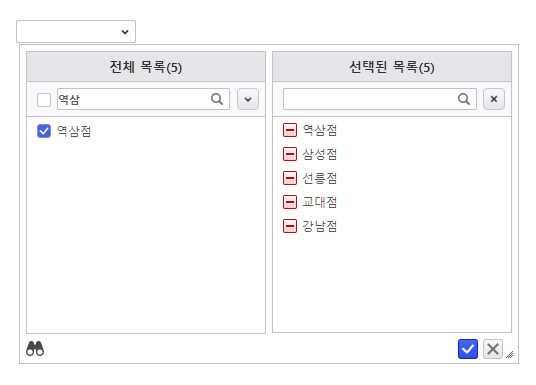 전체 목록(5)
역삼
역삼점
선택된 목록(5)
역삼점
삼성점
선릉점
교대점
강남점